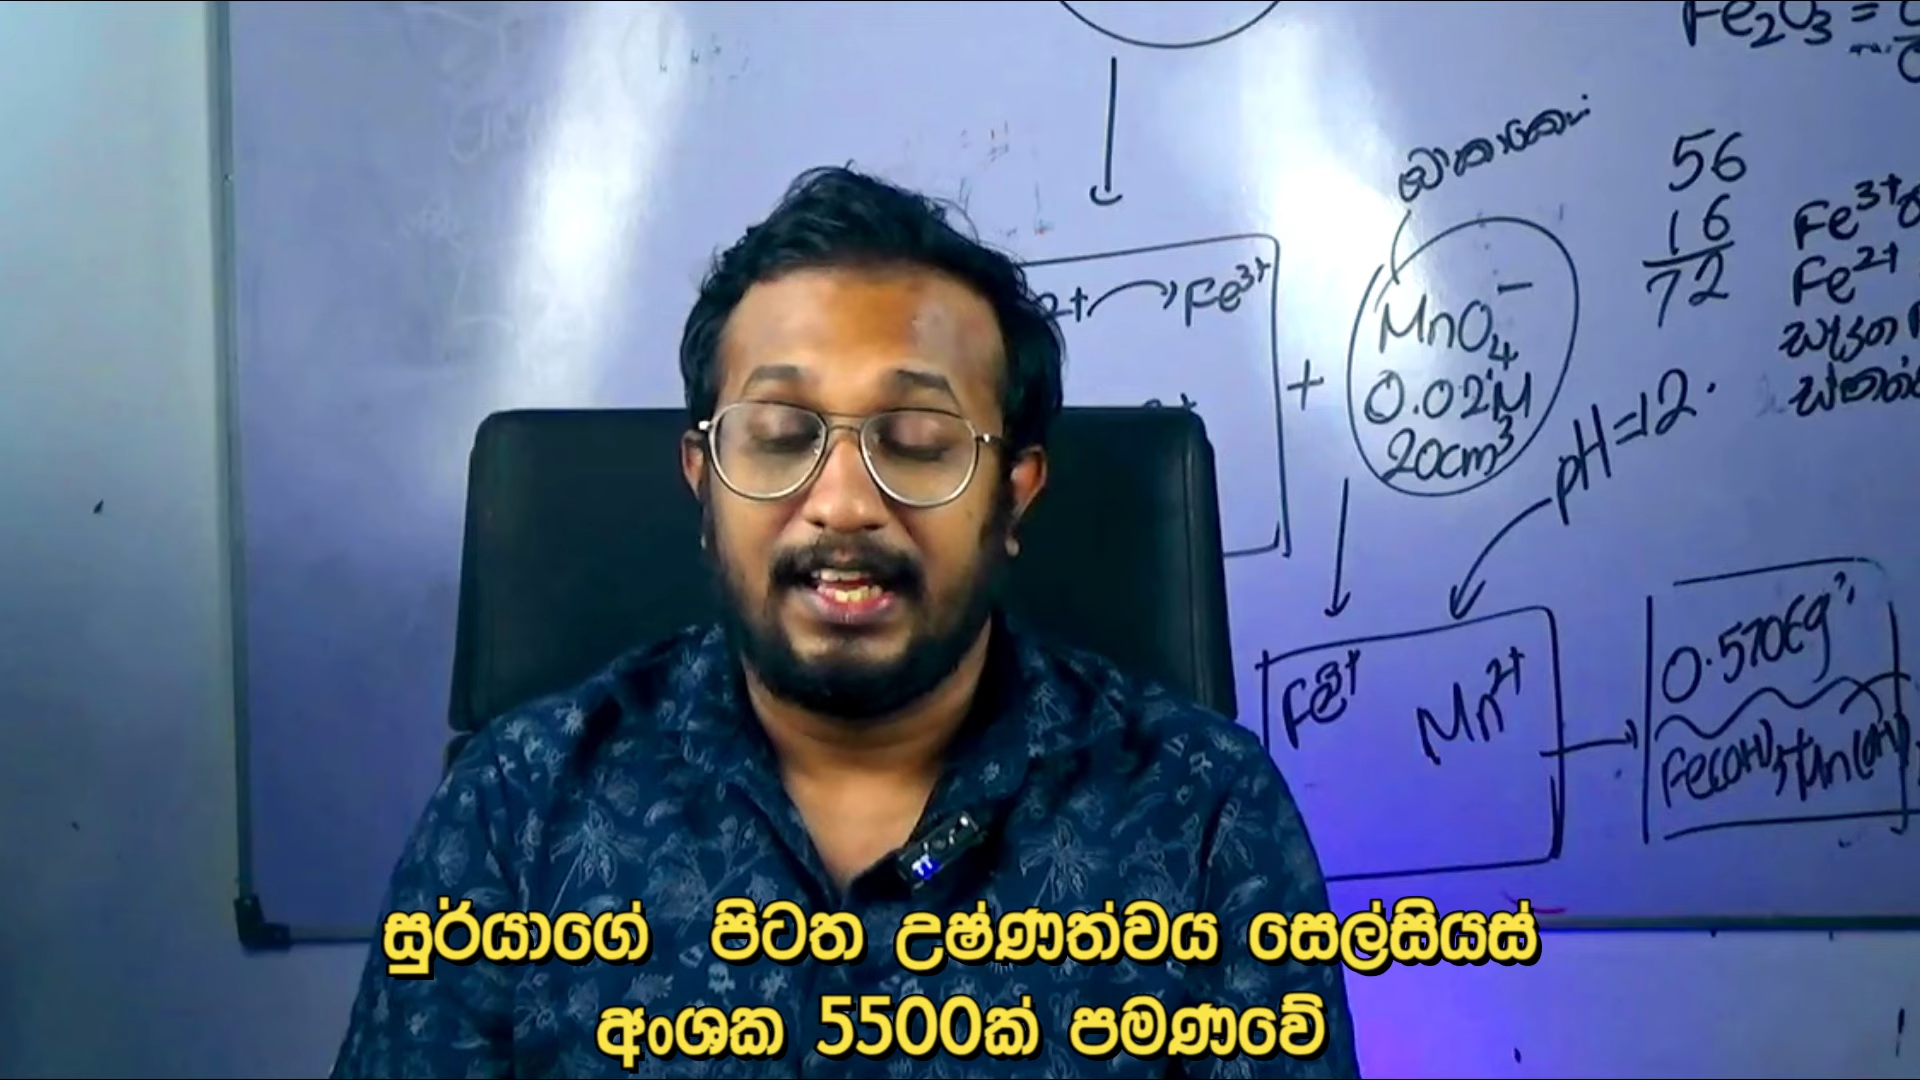 Fe₂O₃ =
56
16
72
Fe³⁺
Fe²⁺
2+ → Fe³⁺
+
MnO₄⁻
0.02M
20cm³
pH=12.
Fe³⁺ Mn²⁺
0.5706g
සුර්යාගේ පිටත උෂ්ණත්වය සෙල්සියස්
අංශක 5500ක් පමණවේ